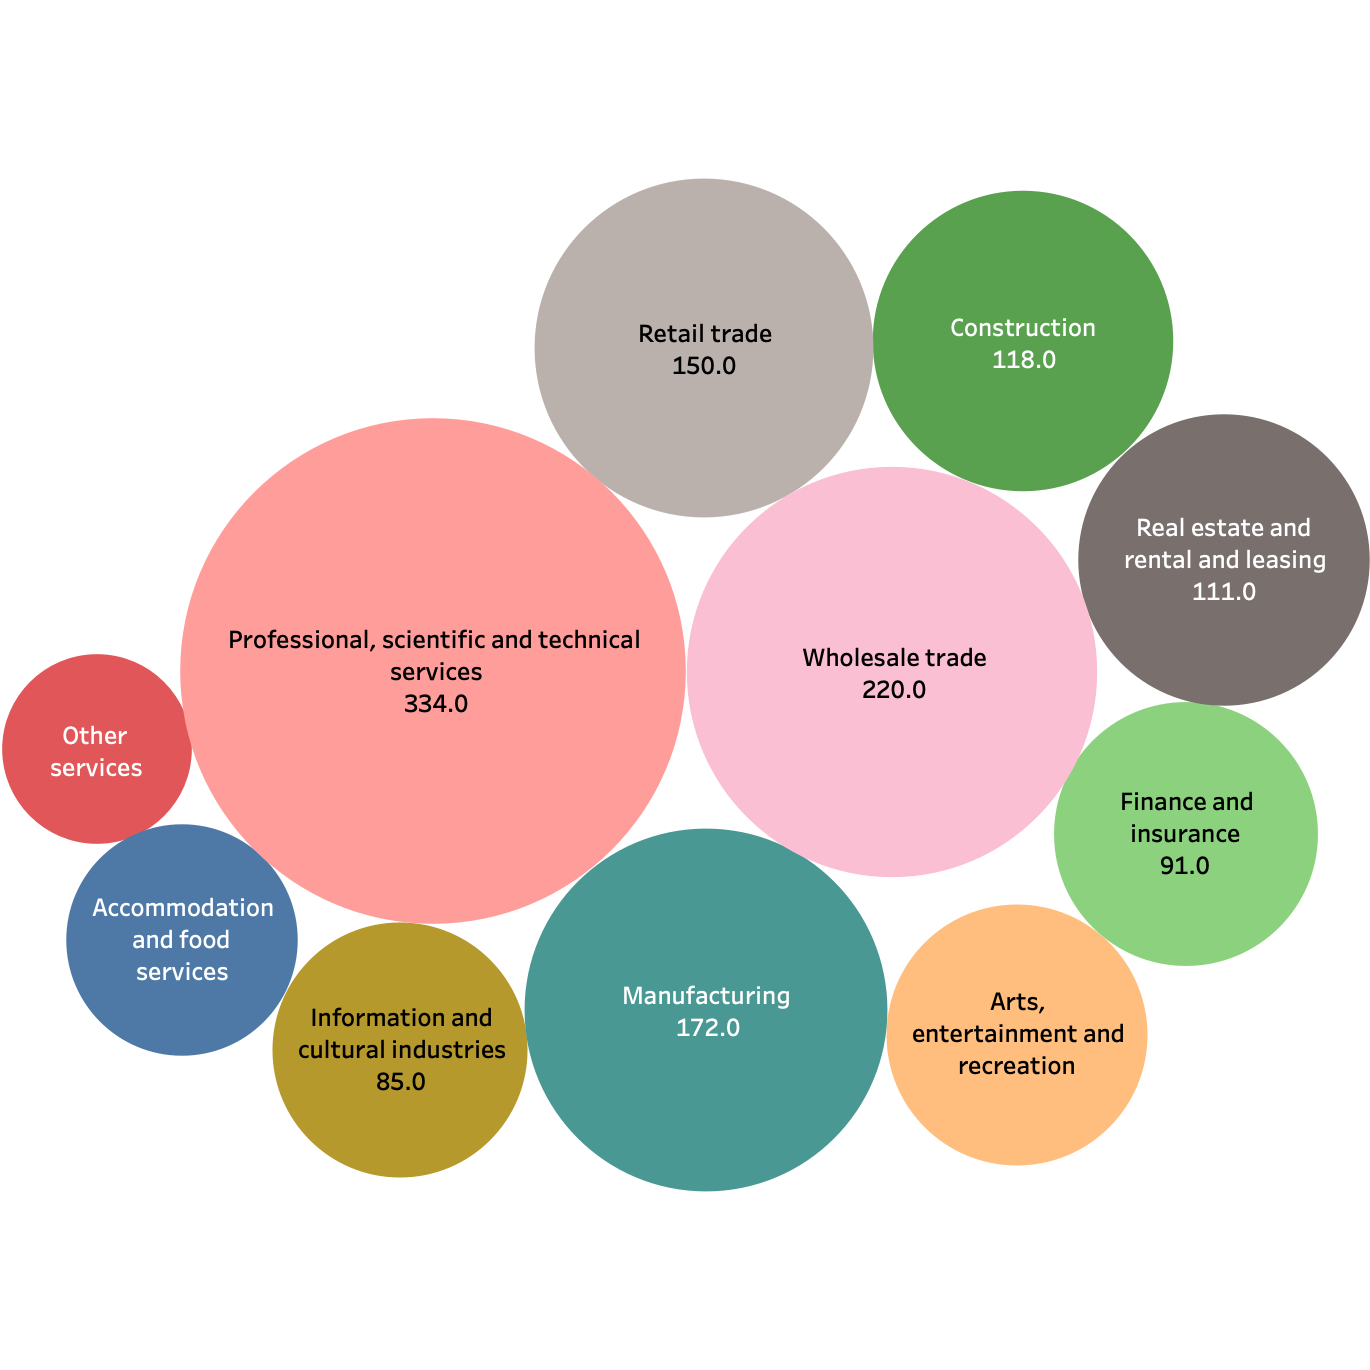 Retail trade
150.0
Construction
118.0
Real estate and
rental and leasing
111.0
Professional, scientific and technical
services
334.0
Wholesale trade
220.0
Other
services
Finance and
insurance
91.0
Accommodation
and food
services
Information and
cultural industries
85.0
Manufacturing
172.0
Arts,
entertainment and
recreation